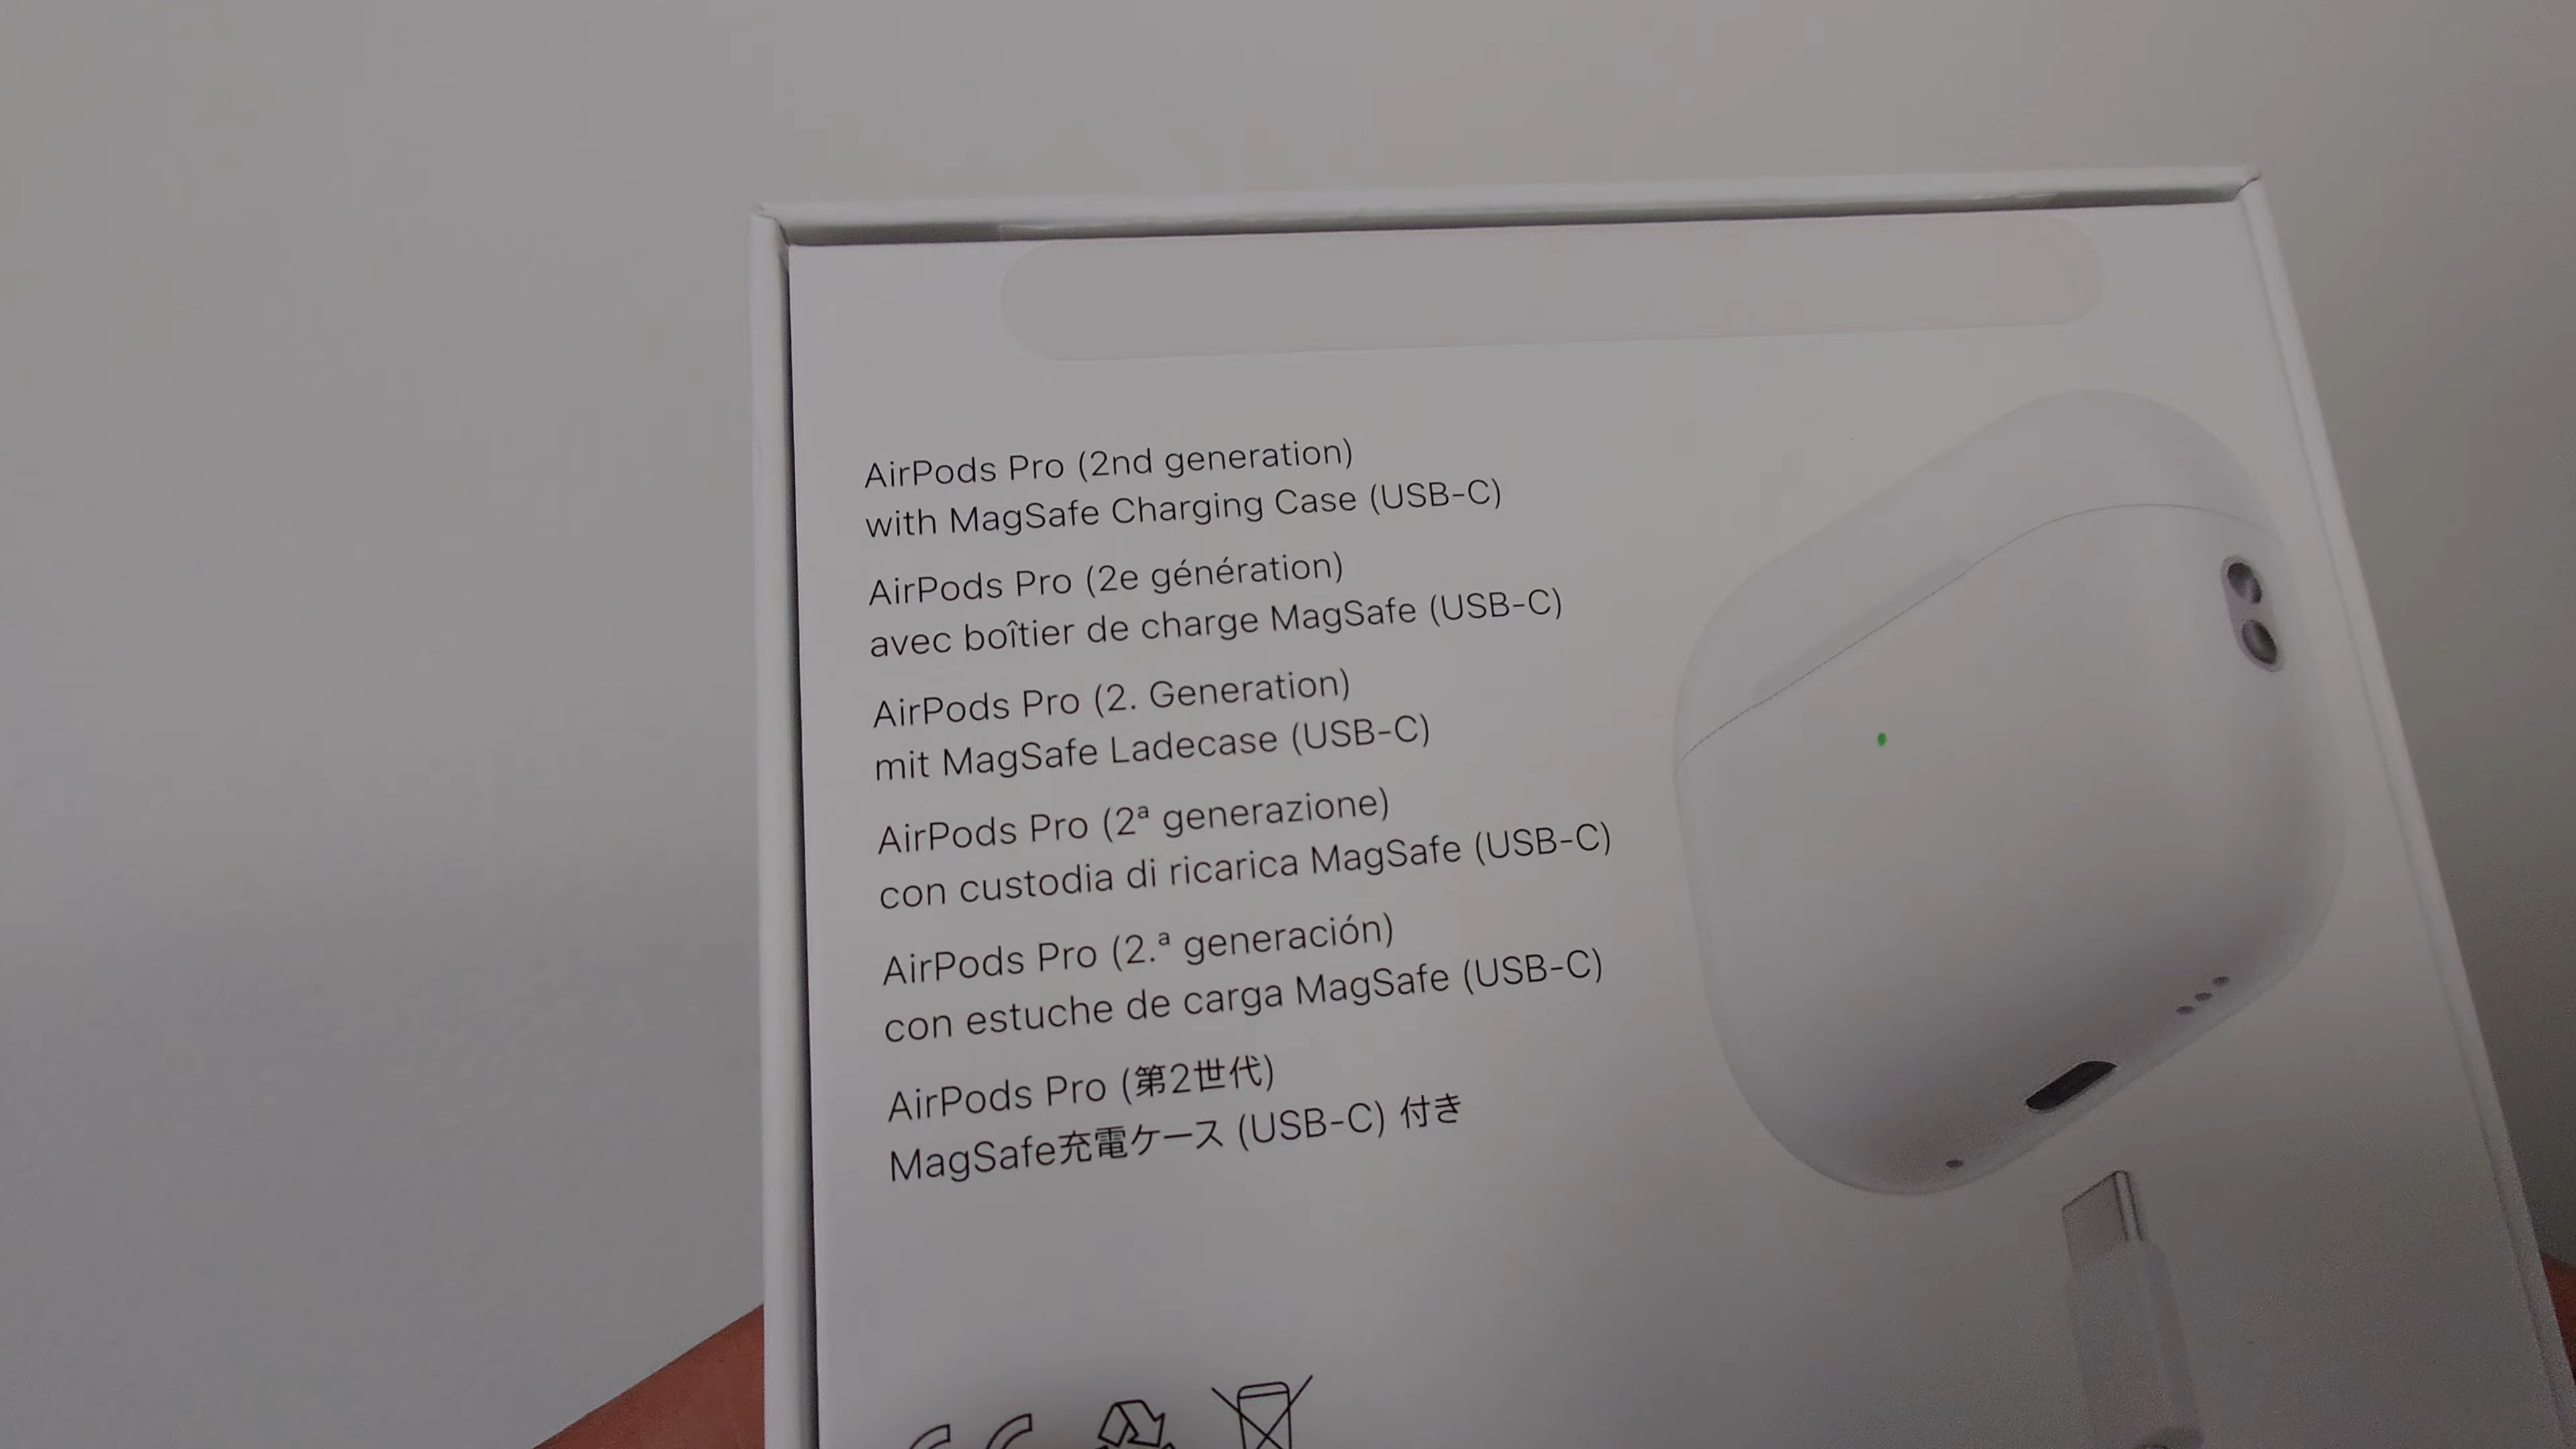 AirPods Pro (2nd generation)
with MagSafe Charging Case (USB-C)
AirPods Pro (2e génération)
avec boîtier de charge MagSafe (USB-C)
AirPods Pro (2. Generation)
mit MagSafe Ladecase (USB-C)
AirPods Pro (2ª generazione)
con custodia di ricarica MagSafe (USB-C)
AirPods Pro (2.ª generación)
con estuche de carga MagSafe (USB-C)
AirPods Pro (第2世代)
MagSafe充電ケース (USB-C) 付き